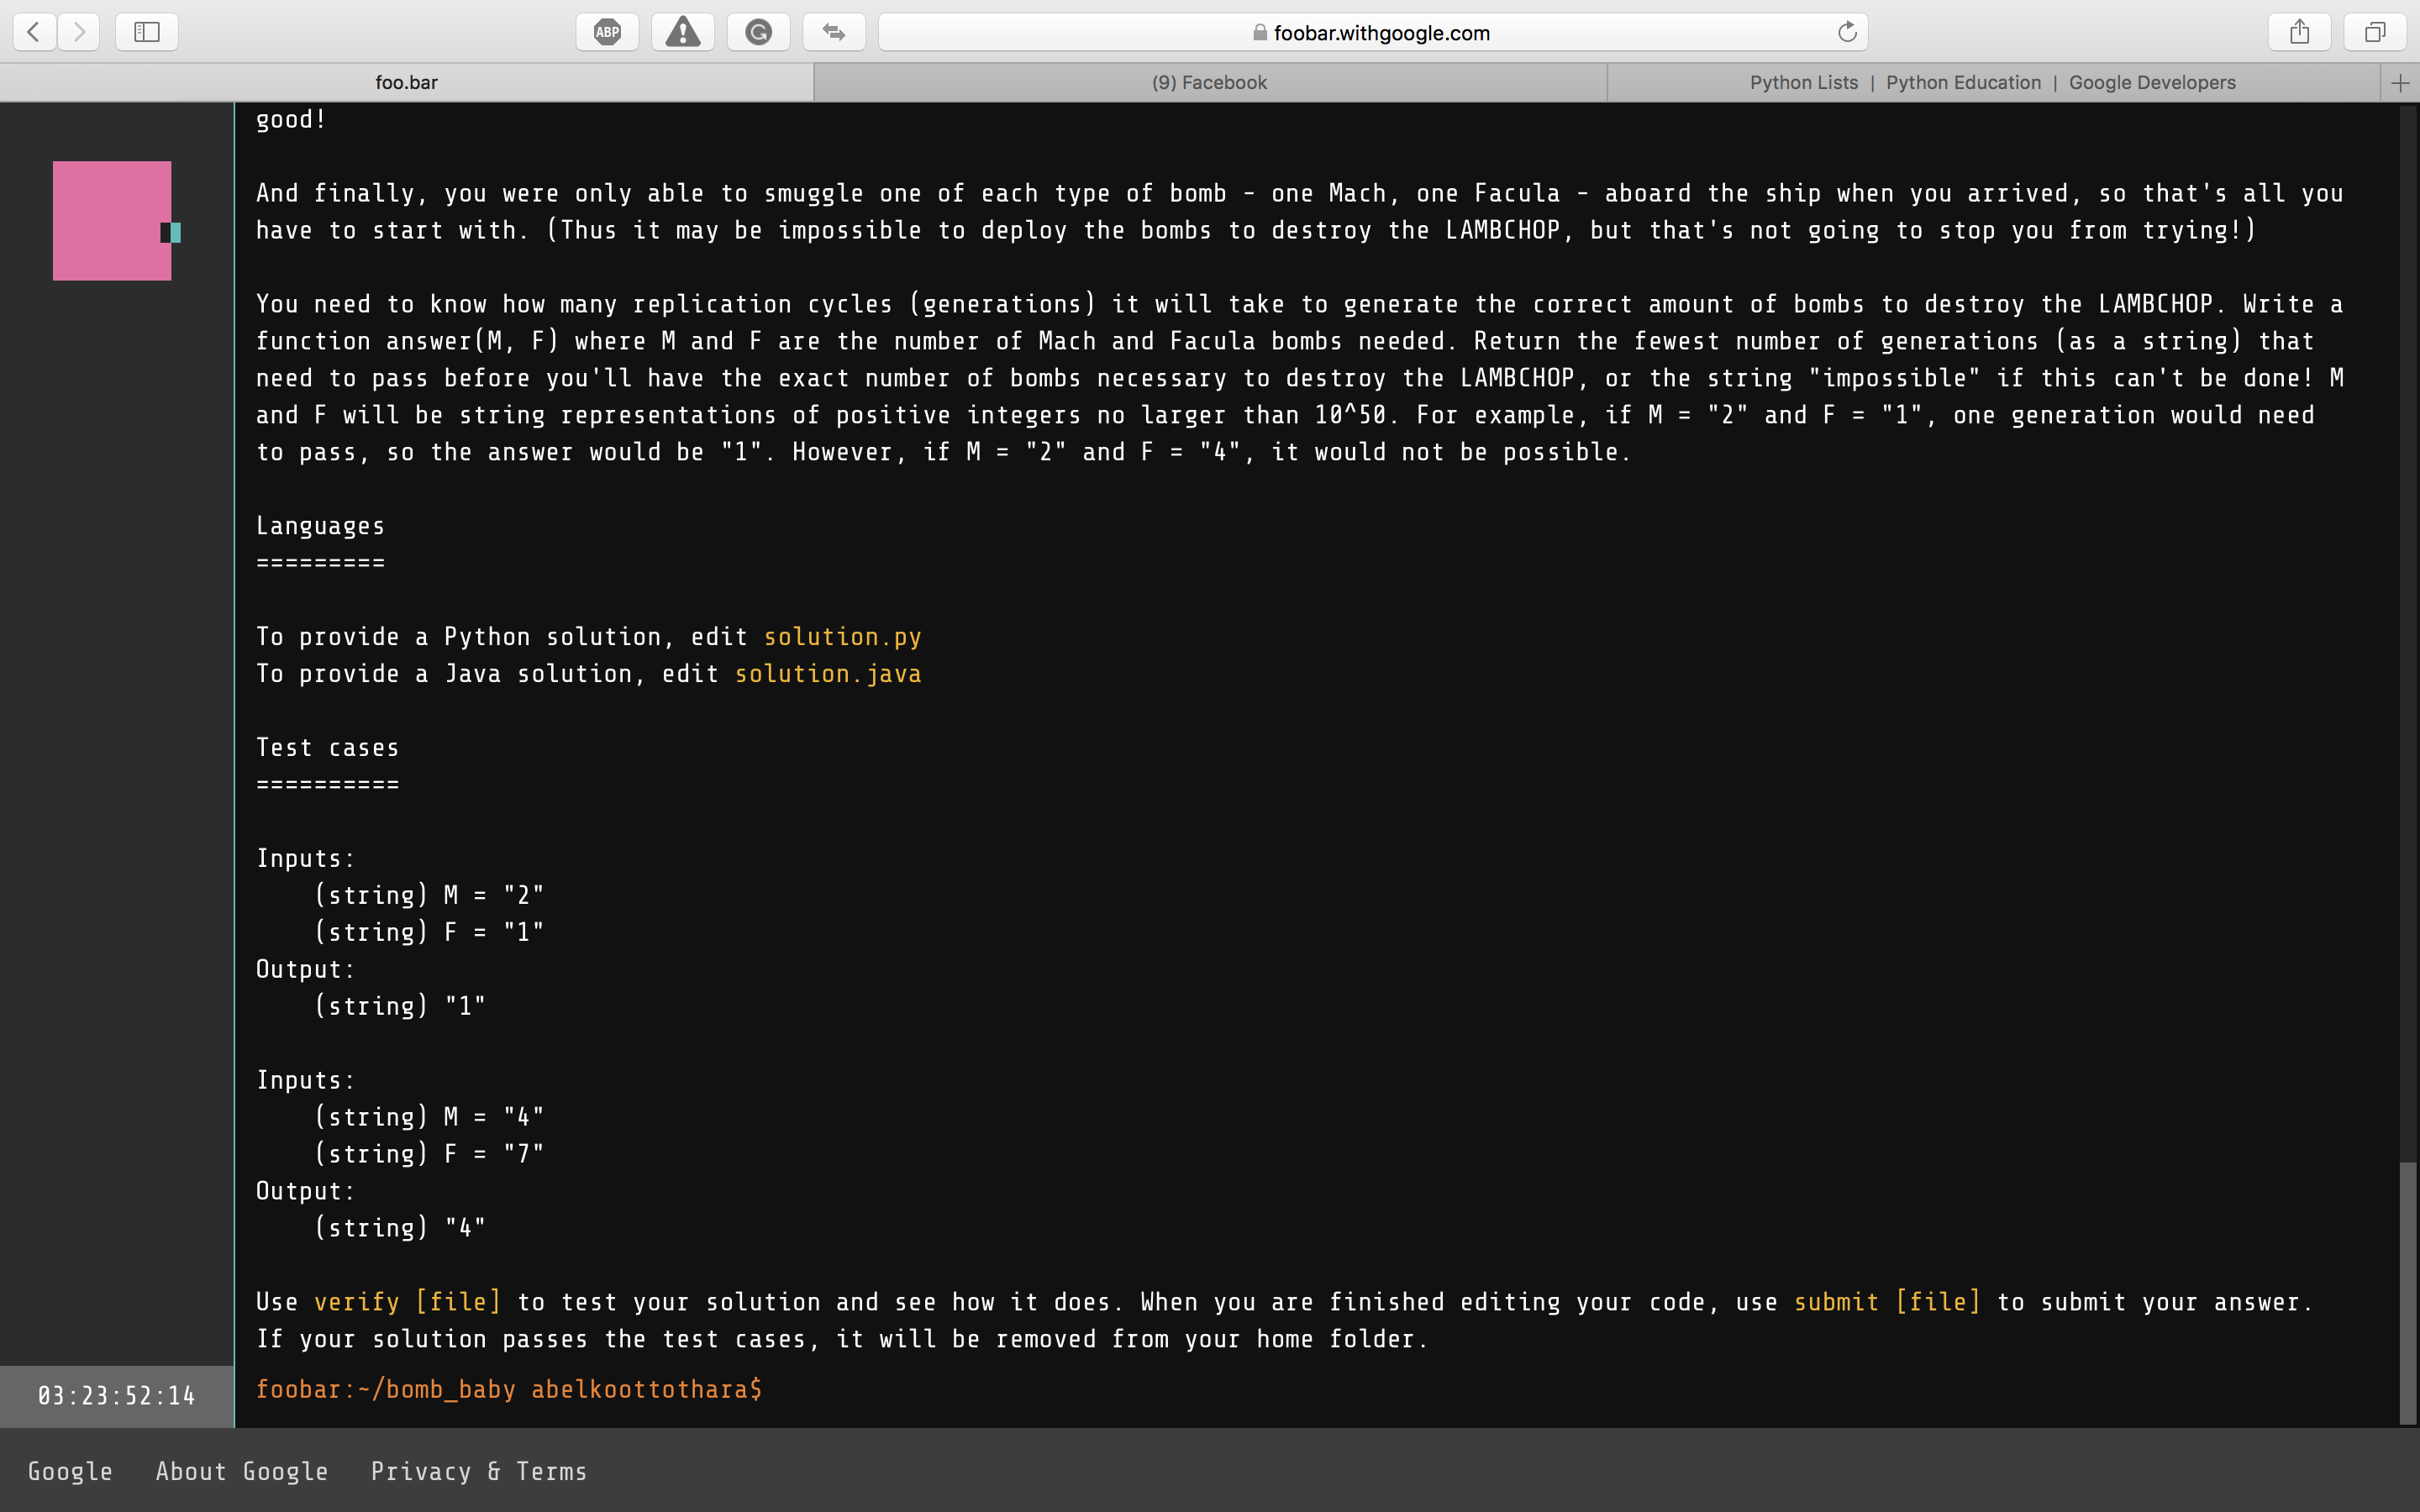 ABP
foobar.withgoogle.com
foo.bar
(9) Facebook
Python Lists | Python Education | Google Developers
good!
And finally, you were only able to smuggle one of each type of bomb - one Mach, one Facula - aboard the ship when you arrived, so that's all you
have to start with. (Thus it may be impossible to deploy the bombs to destroy the LAMBCHOP, but that's not going to stop you from trying!)
You need to know how many replication cycles (generations) it will take to generate the correct amount of bombs to destroy the LAMBCHOP. Write a
function answer(M, F) where M and F are the number of Mach and Facula bombs needed. Return the fewest number of generations (as a string) that
need to pass before you'll have the exact number of bombs necessary to destroy the LAMBCHOP, or the string "impossible" if this can't be done! M
and F will be string representations of positive integers no larger than 10^50. For example, if M = "2" and F = "1", one generation would need
to pass, so the answer would be "1". However, if M = "2" and F = "4", it would not be possible.
Languages
=========
To provide a Python solution, edit solution.py
To provide a Java solution, edit solution.java
Test cases
==========
Inputs:
(string) M = "2"
(string) F = "1"
Output:
(string) "1"
Inputs:
(string) M = "4"
(string) F = "7"
Output:
(string) "4"
Use verify [file] to test your solution and see how it does. When you are finished editing your code, use submit [file] to submit your answer.
If your solution passes the test cases, it will be removed from your home folder.
foobar:~/bomb_baby abelkoottothara$
03:23:52:14
Google About Google Privacy & Terms